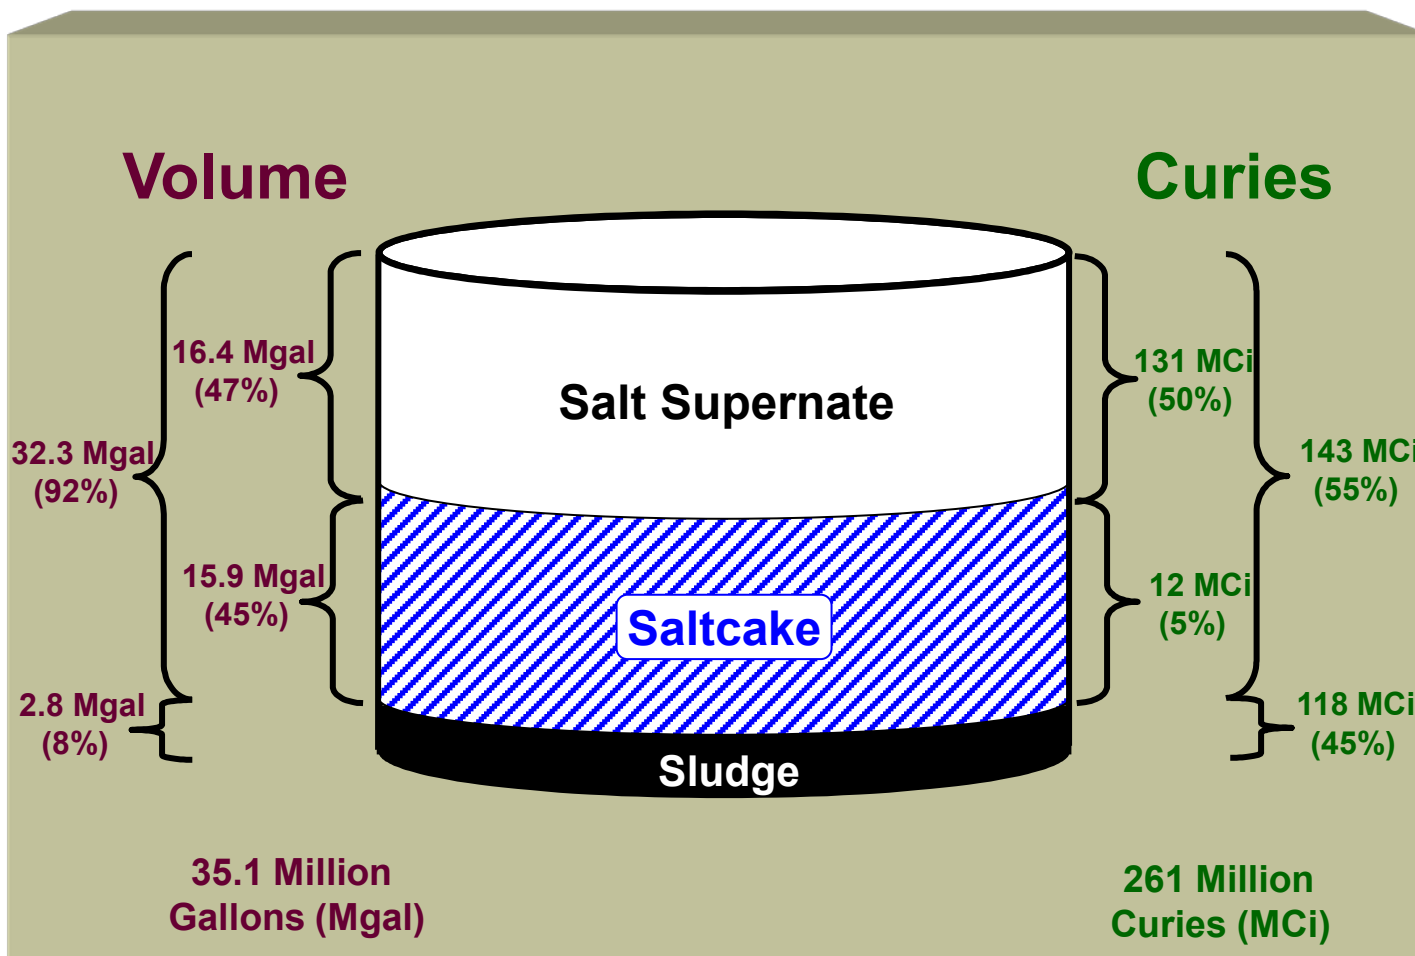 Volume
Curies
16.4 Mgal
(47%)
32.3 Mgal
(92%)
15.9 Mgal
(45%)
2.8 Mgal
(8%)
Salt Supernate
Saltcake
Sludge
131 MCi
(50%)
143 MCi
(55%)
12 MCi
(5%)
118 MCi
(45%)
35.1 Million
Gallons (Mgal)
261 Million
Curies (MCi)